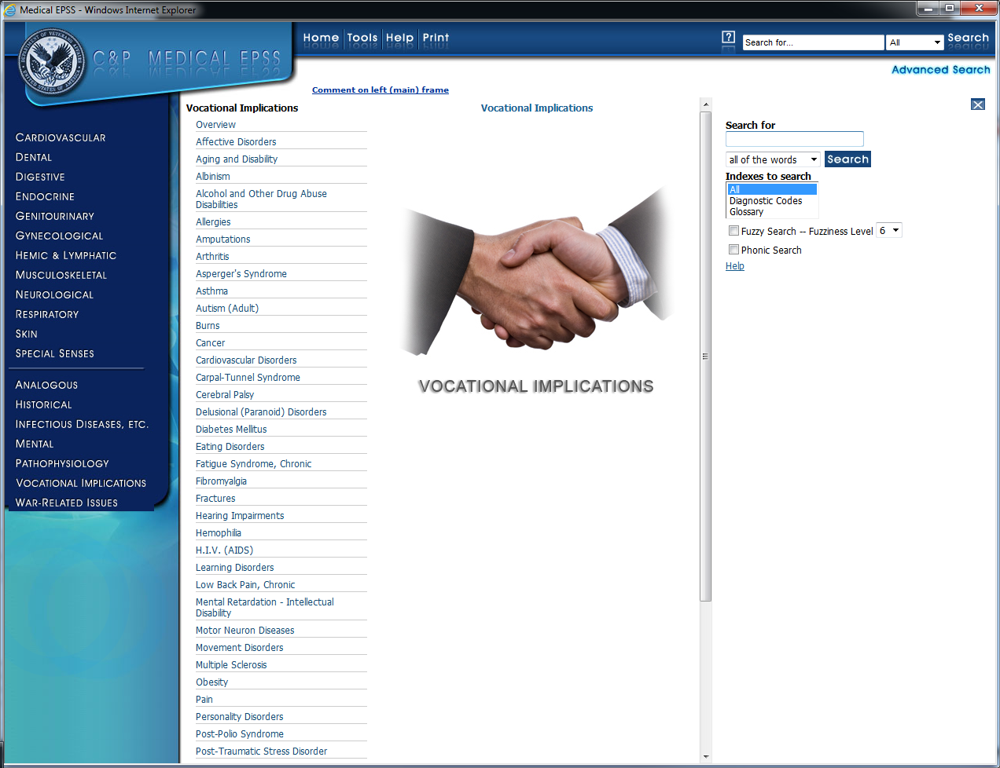 Medical EPSS - Windows Internet Explorer
Home Tools Help Print
?
Search for...
All
Search
C&P MEDICAL EPSS
Advanced Search
Comment on left (main) frame
CARDIOVASCULAR
DENTAL
DIGESTIVE
ENDOCRINE
GENITOURINARY
GYNECOLOGICAL
HEMIC & LYMPHATIC
MUSCULOSKELETAL
NEUROLOGICAL
RESPIRATORY
SKIN
SPECIAL SENSES
ANALOGOUS
HISTORICAL
INFECTIOUS DISEASES, ETC.
MENTAL
PATHOPHYSIOLOGY
VOCATIONAL IMPLICATIONS
WAR-RELATED ISSUES
Vocational Implications
Overview
Affective Disorders
Aging and Disability
Albinism
Alcohol and Other Drug Abuse
Disabilities
Allergies
Amputations
Arthritis
Asperger's Syndrome
Asthma
Autism (Adult)
Burns
Cancer
Cardiovascular Disorders
Carpal-Tunnel Syndrome
Cerebral Palsy
Delusional (Paranoid) Disorders
Diabetes Mellitus
Eating Disorders
Fatigue Syndrome, Chronic
Fibromyalgia
Fractures
Hearing Impairments
Hemophilia
H.I.V. (AIDS)
Learning Disorders
Low Back Pain, Chronic
Mental Retardation - Intellectual
Disability
Motor Neuron Diseases
Movement Disorders
Multiple Sclerosis
Obesity
Pain
Personality Disorders
Post-Polio Syndrome
Post-Traumatic Stress Disorder
Vocational Implications
VOCATIONAL IMPLICATIONS
Search for
all of the words
Search
Indexes to search
All
Diagnostic Codes
Glossary
Fuzzy Search -- Fuzziness Level 6
Phonic Search
Help